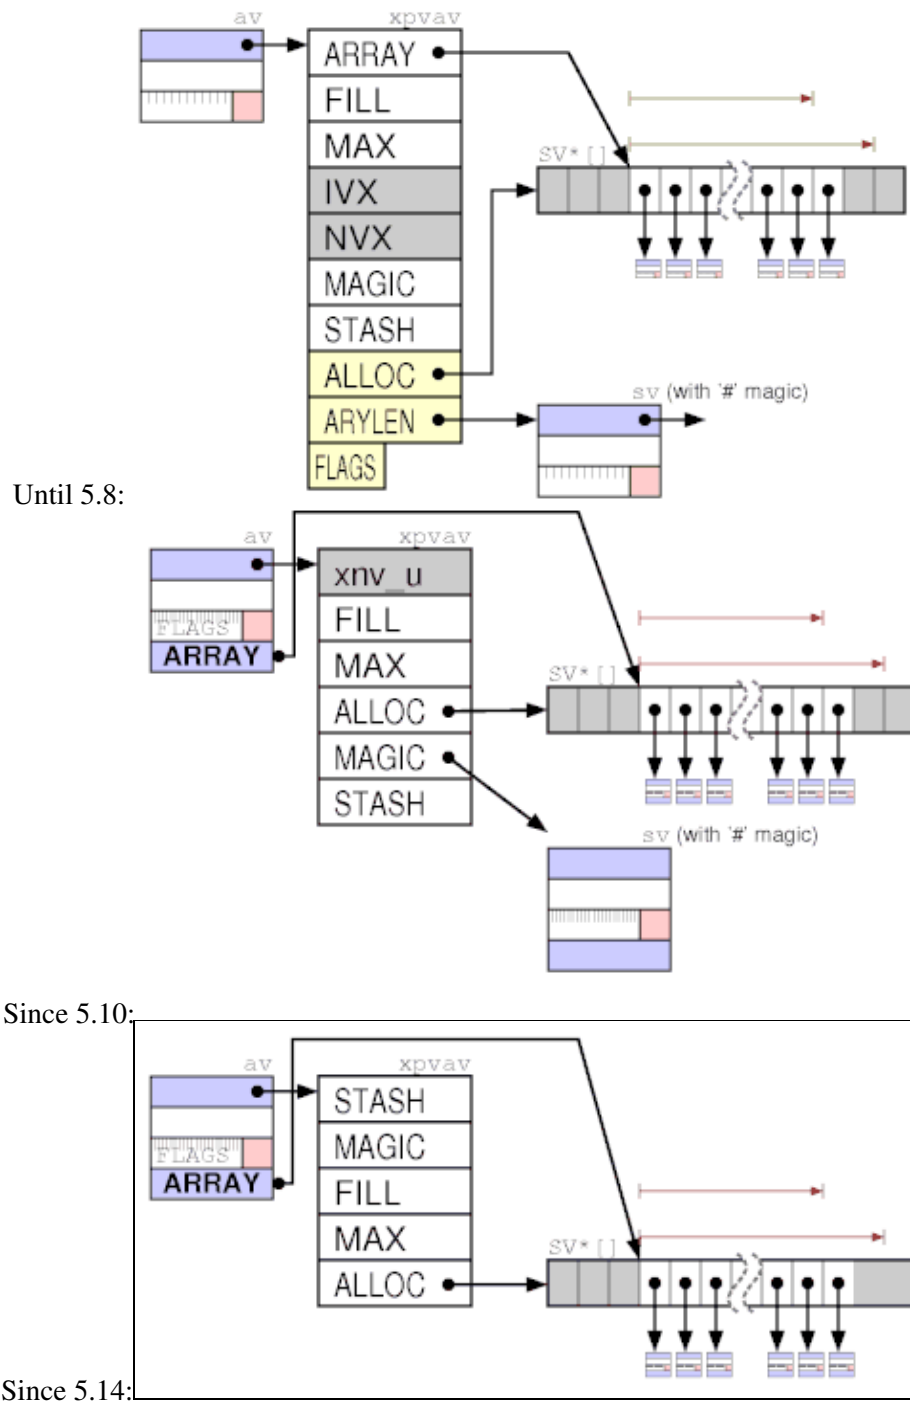 av xpvav
ARRAY
FILL
MAX
SV*[]
IVX
NVX
MAGIC
STASH
ALLOC
sv (with '#' magic)
ARYLEN
FLAGS
Until 5.8:
av xpvav
xnv_u
FILL
FLAGS
ARRAY
MAX
SV*[]
ALLOC
MAGIC
STASH
sv (with '#' magic)
Since 5.10:
av xpvav
STASH
MAGIC
FLAGS
ARRAY
FILL
MAX
SV*[]
ALLOC
Since 5.14: